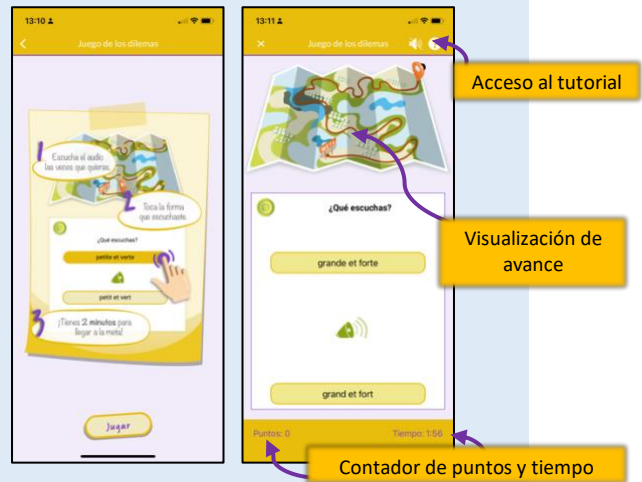 13:10
Juego de los dilemas
1
Escucha el audio
las veces que quieras.
2
Toca la forma
que escuchaste.
¿Qué escuchas?
petite et verte
petit et vert
3
¡Tienes 2 minutos para
llegar a la meta!
Jugar
13:11
Juego de los dilemas
¿Qué escuchas?
grande et forte
grand et fort
Puntos: 0
Tiempo: 1:56
Acceso al tutorial
Visualización de
avance
Contador de puntos y tiempo